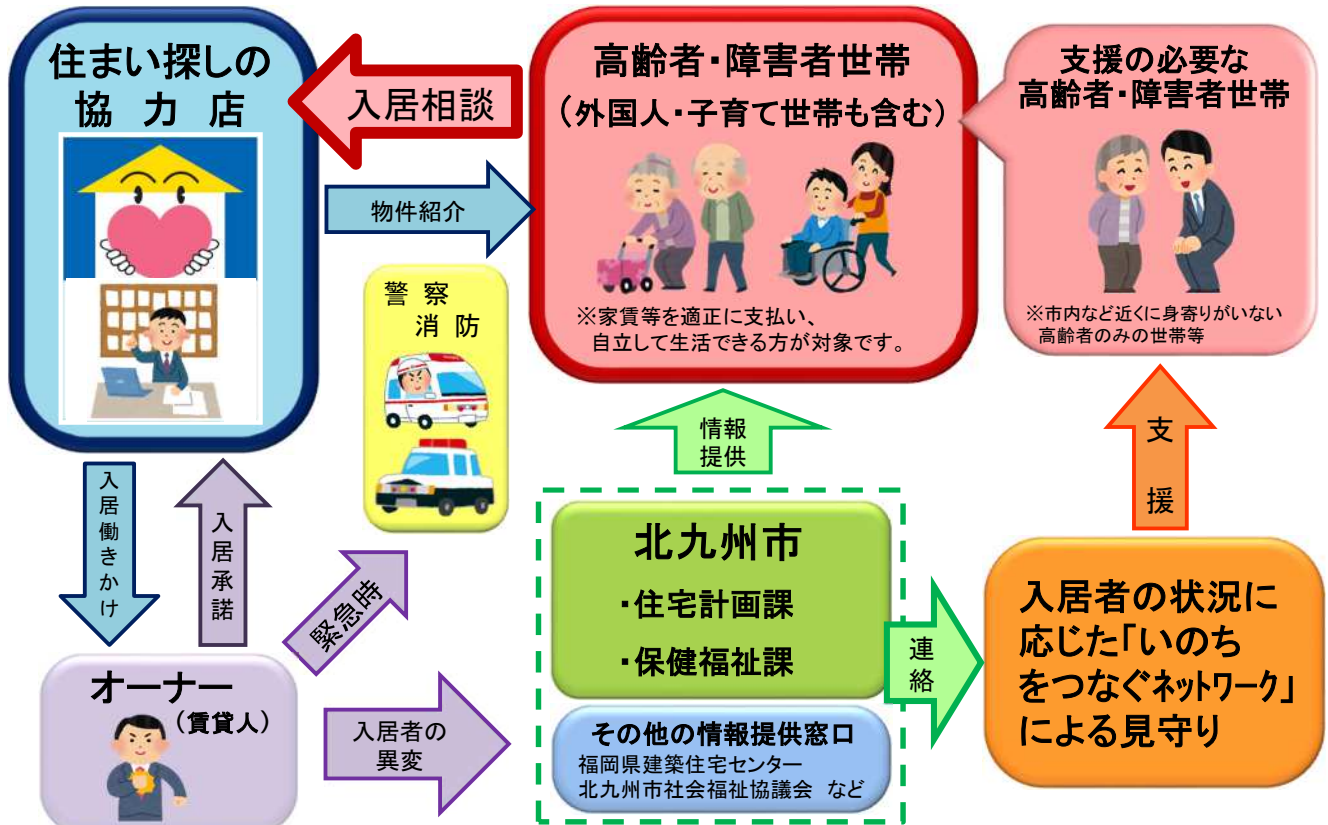 住まい探しの
協力店
入居相談
物件紹介
高齢者・障害者世帯
（外国人・子育て世帯も含む）
※家賃等を適正に支払い、
自立して生活できる方が対象です。
支援の必要な
高齢者・障害者世帯
※市内など近くに身寄りがいない
高齢者のみの世帯等
警察
消防
入居働きかけ
入居承諾
緊急時
情報
提供
支援
オーナー
（賃貸人）
入居者の
異変
北九州市
・住宅計画課
・保健福祉課
その他の情報提供窓口
福岡県建築住宅センター
北九州市社会福祉協議会 など
連絡
入居者の状況に
応じた「いのち
をつなぐネットワーク」
による見守り